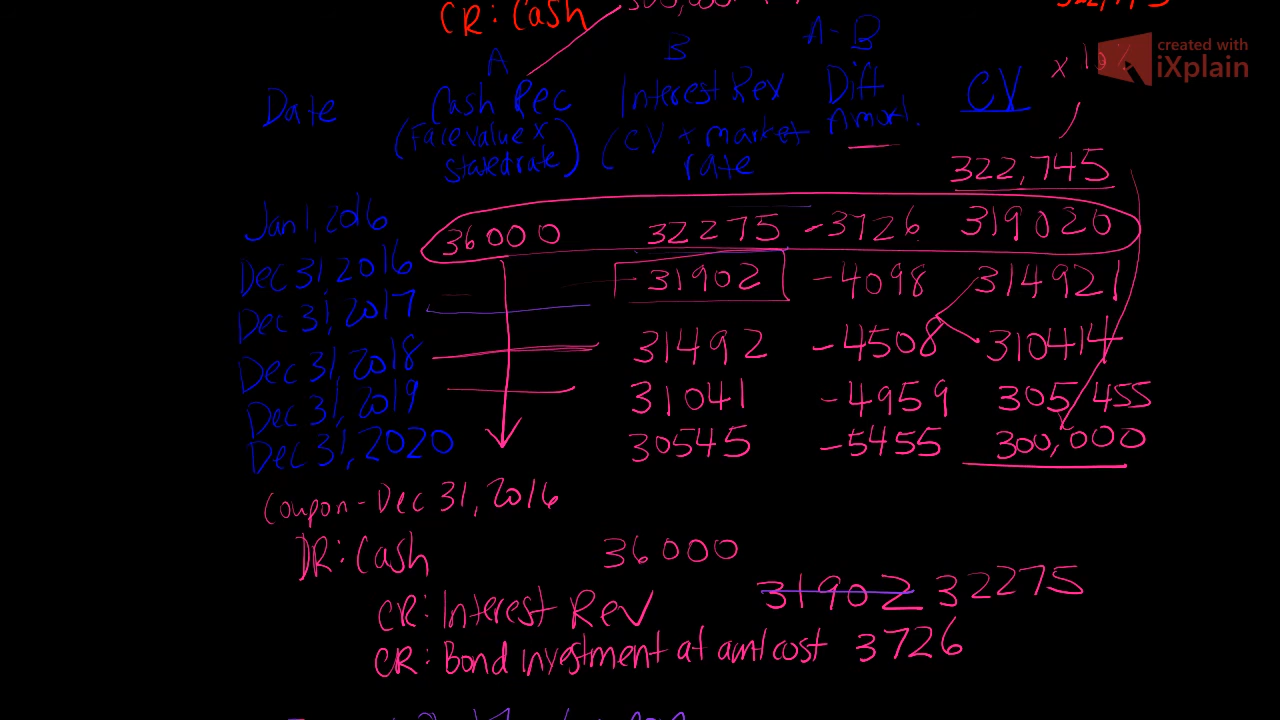 CR: Cash
created with
iXplain
A B A-B
Date Cash Rec Interest Rev Diff CV
(Face value x (CV x market Amort.
stated rate) rate
322,745
Jan 1, 2016 36000 32275 -3726 319020
Dec 31, 2016 -31902 -4098 314921
Dec 31, 2017
Dec 31, 2018 31492 -4508 310414
Dec 31, 2019 31041 -4959 305,455
Dec 31, 2020 30545 -5455 300,000
Coupon - Dec 31, 2016
DR: Cash 36000
CR: Interest Rev 31902 32275
CR: Bond investment at amt cost 3726